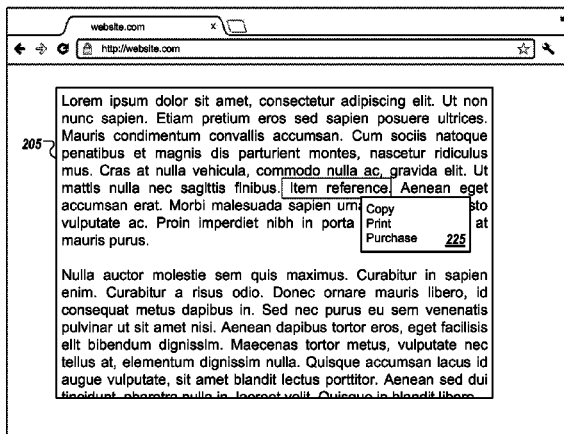 website.com x
http://website.com
Lorem ipsum dolor sit amet, consectetur adipiscing elit. Ut non
nunc sapien. Etiam pretium eros sed sapien posuere ultrices.
Mauris condimentum convallis accumsan. Cum sociis natoque
205
penatibus et magnis dis parturient montes, nascetur ridiculus
mus. Cras at nulla vehicula, commodo nulla ac, gravida elit. Ut
mattis nulla nec sagittis finibus. Item reference. Aenean eget
accumsan erat. Morbi malesuada sapien urna sto
Copy
vulputate ac. Proin imperdiet nibh in porta at
Print
mauris purus.
Purchase 225
Nulla auctor molestie sem quis maximus. Curabitur in sapien
enim. Curabitur a risus odio. Donec ornare mauris libero, id
consequat metus dapibus in. Sed nec purus eu sem venenatis
pulvinar ut sit amet nisi. Aenean dapibus tortor eros, eget facilisis
elit bibendum dignissim. Maecenas tortor metus, vulputate nec
tellus at, elementum dignissim nulla. Quisque accumsan lacus id
augue vulputate, sit amet blandit lectus porttitor. Aenean sed dui